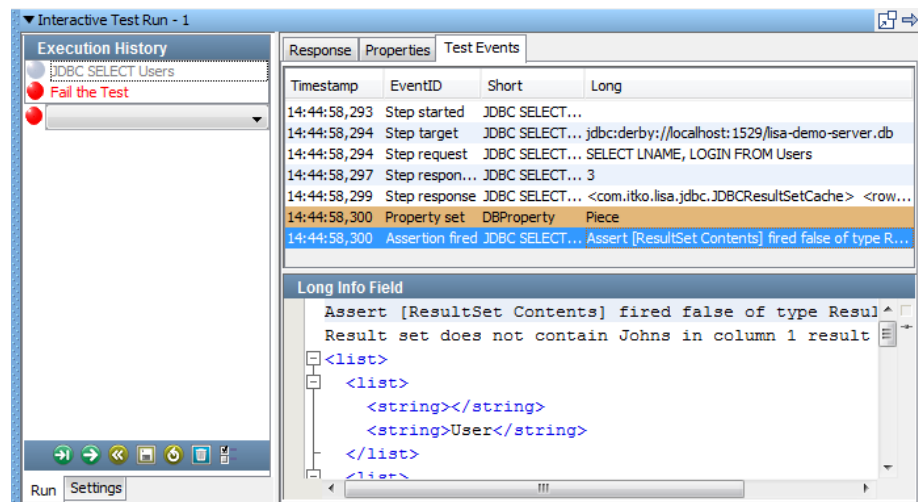 Interactive Test Run - 1
Execution History
JDBC SELECT Users
Fail the Test
Run Settings
Response Properties Test Events
Timestamp EventID Short Long
14:44:58,293 Step started JDBC SELECT...
14:44:58,294 Step target JDBC SELECT... jdbc:derby://localhost:1529/lisa-demo-server.db
14:44:58,294 Step request JDBC SELECT... SELECT LNAME, LOGIN FROM Users
14:44:58,297 Step respon... JDBC SELECT... 3
14:44:58,299 Step response JDBC SELECT... <com.itko.lisa.jdbc.JDBCResultSetCache> <row...
14:44:58,300 Property set DBProperty Piece
14:44:58,300 Assertion fired JDBC SELECT... Assert [ResultSet Contents] fired false of type R...
Long Info Field
Assert [ResultSet Contents] fired false of type Resul
Result set does not contain Johns in column 1 result
<list>
<list>
<string></string>
<string>User</string>
</list>
<list>